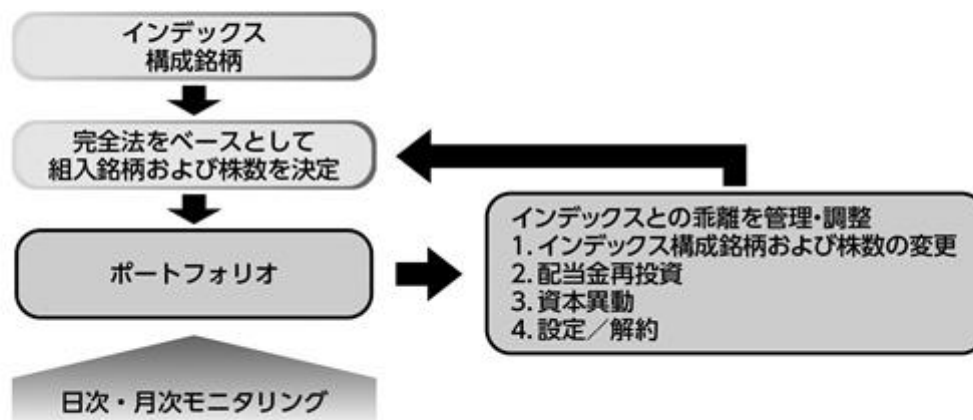 インデックス
構成銘柄
完全法をベースとして
組入銘柄および株数を決定
ポートフォリオ
インデックスとの乖離を管理・調整
1. インデックス構成銘柄および株数の変更
2. 配当金再投資
3. 資本異動
4. 設定／解約
日次・月次モニタリング